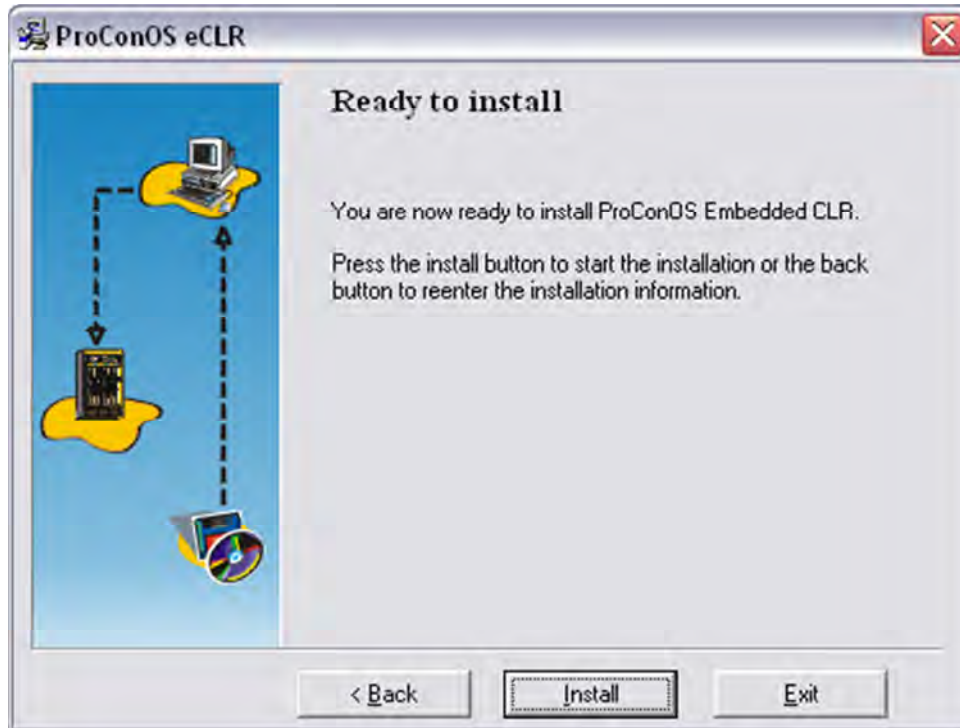 ProConOS eCLR
Ready to install
You are now ready to install ProConOS Embedded CLR.
Press the install button to start the installation or the back
button to reenter the installation information.
< Back
Install
Exit